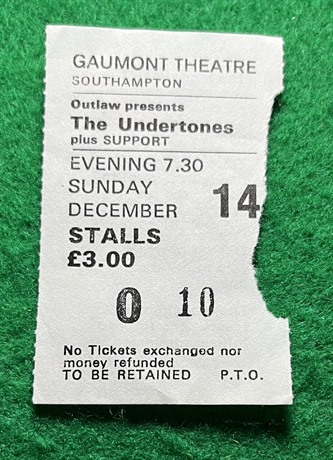 GAUMONT THEATRE
SOUTHAMPTON
Outlaw presents
The Undertones
plus SUPPORT
EVENING 7.30
SUNDAY
DECEMBER 14
STALLS
£3.00
O 10
No Tickets exchanged nor
money refunded
TO BE RETAINED P.T.O.